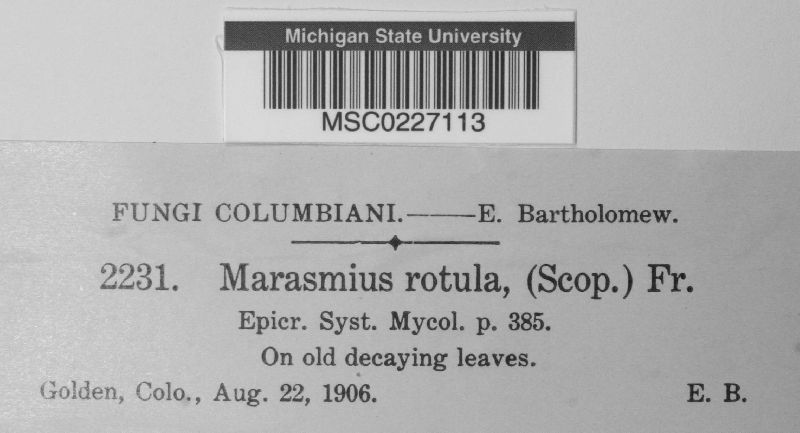 Michigan State University
MSC0227113
FUNGI COLUMBIANI.——E. Bartholomew.
2231. Marasmius rotula, (Scop.) Fr.
Epicr. Syst. Mycol. p. 385.
On old decaying leaves.
Golden, Colo., Aug. 22, 1906. E. B.